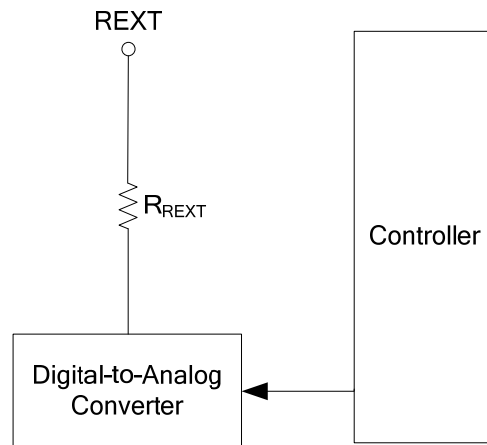 REXT
RREXT
Controller
Digital-to-Analog
Converter